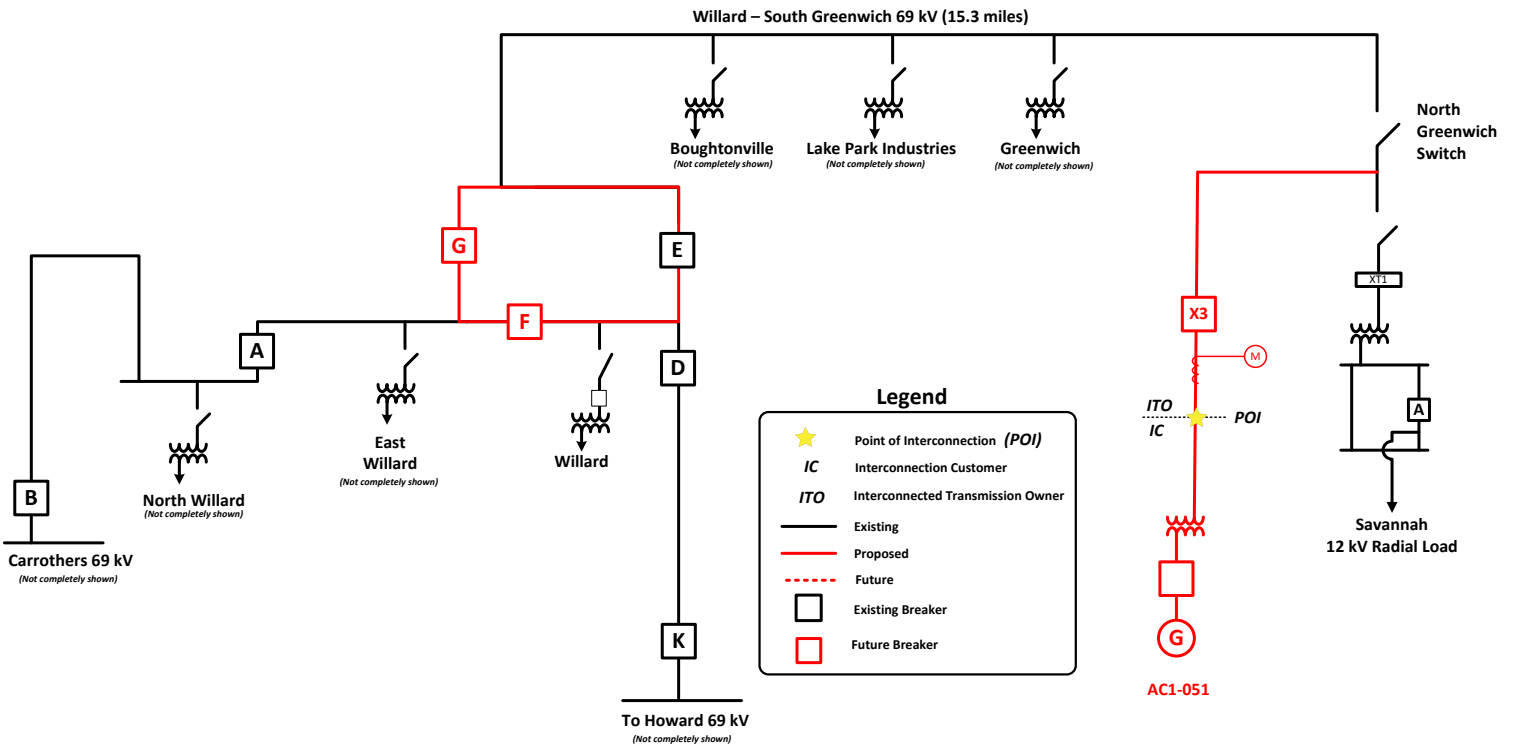 Willard – South Greenwich 69 kV (15.3 miles)
North
Greenwich
Switch
Boughtonville
(Not completely shown)
Lake Park Industries
(Not completely shown)
Greenwich
(Not completely shown)
G
E
F
A
D
B
K
X3
M
XT1
A
ITO
IC
POI
North Willard
(Not completely shown)
East
Willard
(Not completely shown)
Willard
Carrothers 69 kV
(Not completely shown)
To Howard 69 kV
(Not completely shown)
Savannah
12 kV Radial Load
G
AC1-051
Legend
Point of Interconnection (POI)
IC Interconnection Customer
ITO Interconnected Transmission Owner
Existing
Proposed
Future
Existing Breaker
Future Breaker